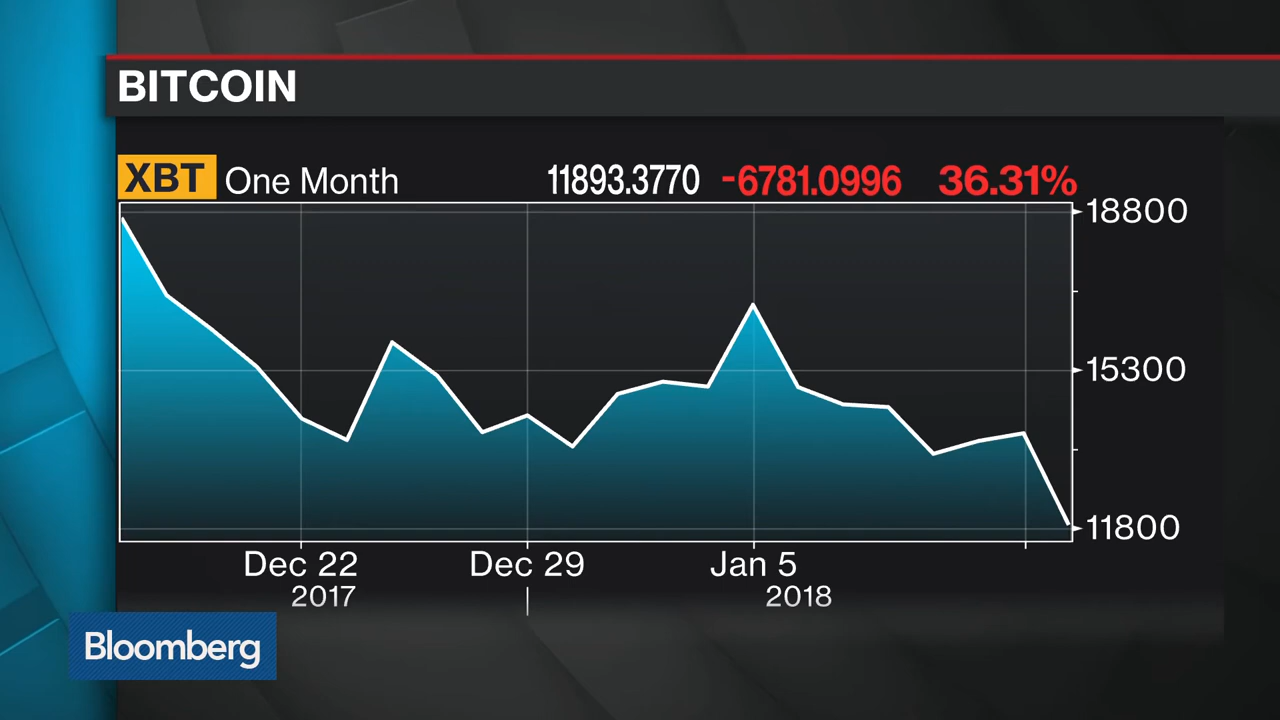 BITCOIN
XBT One Month 11893.3770 -6781.0996 36.31%
18800
15300
11800
Dec 22 Dec 29 Jan 5
2017 2018
Bloomberg